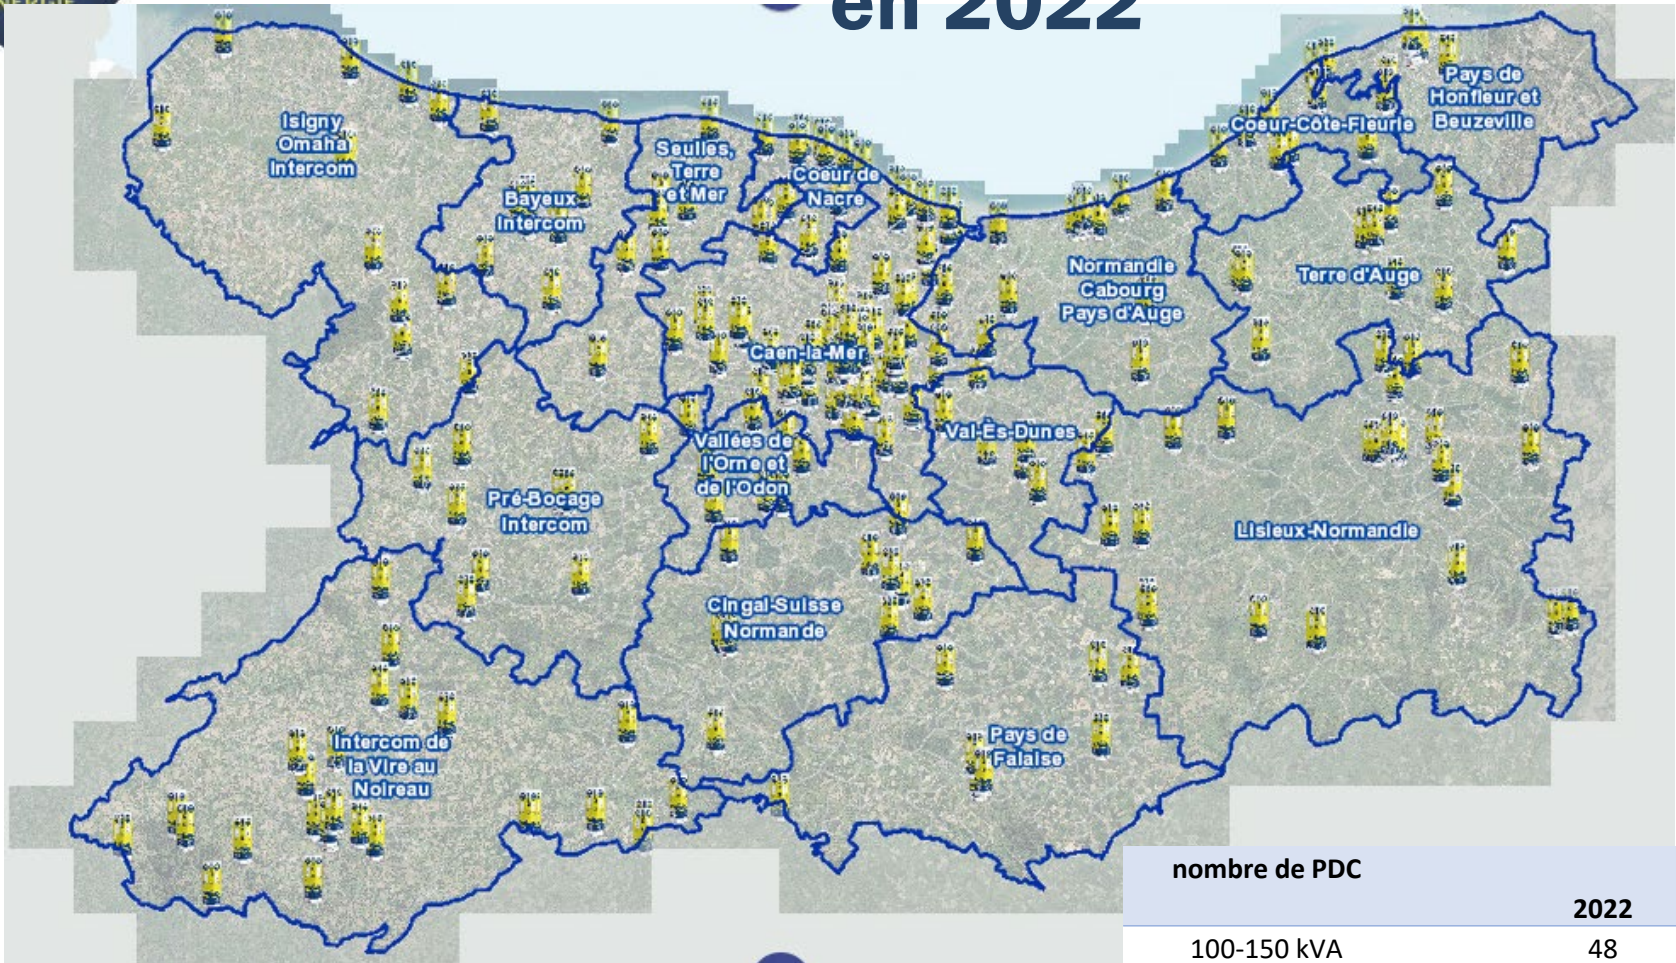 en 2022
Isigny
Omaha
Intercom
Bayeux
Intercom
Seulles,
Terre
et Mer
Coeur de
Nacre
Coeur-Côte-Fleurie
Pays de
Honfleur et
Beuzeville
Normandie
Cabourg
Pays d'Auge
Terre d'Auge
Caen-la-Mer
Vallées de
l'Orne et
de l'Odon
Val-Ès-Dunes
Pré-Bocage
Intercom
Lisieux-Normandie
Cingal-Suisse
Normande
Intercom de
la Vire au
Noireau
Pays de
Falaise
nombre de PDC
2022
100-150 kVA 48